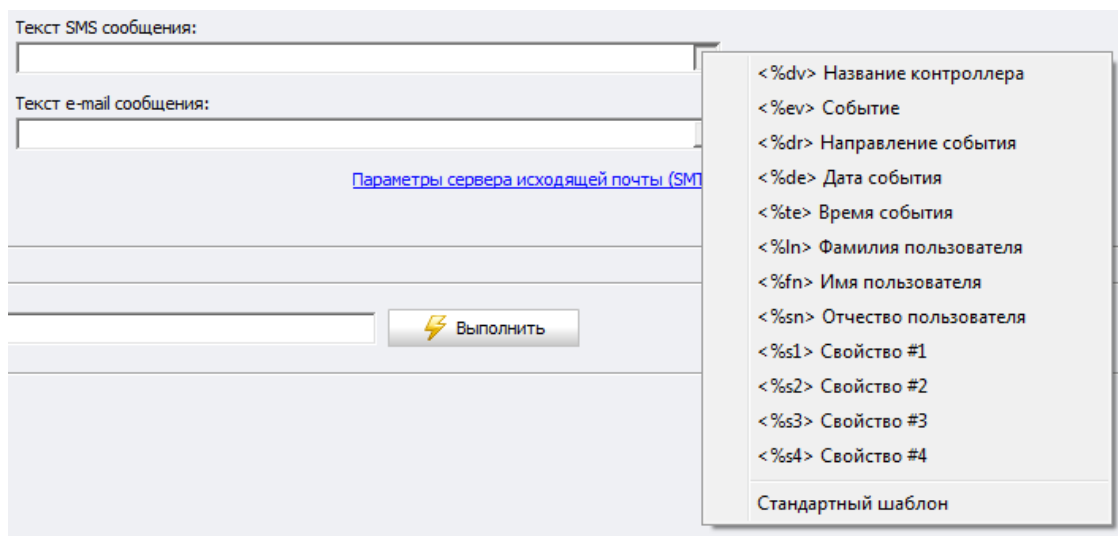 Текст SMS сообщения:
Текст e-mail сообщения:
Параметры сервера исходящей почты (SMT
Выполнить
<%dv> Название контроллера
<%ev> Событие
<%dr> Направление события
<%de> Дата события
<%te> Время события
<%ln> Фамилия пользователя
<%fn> Имя пользователя
<%sn> Отчество пользователя
<%s1> Свойство #1
<%s2> Свойство #2
<%s3> Свойство #3
<%s4> Свойство #4
Стандартный шаблон